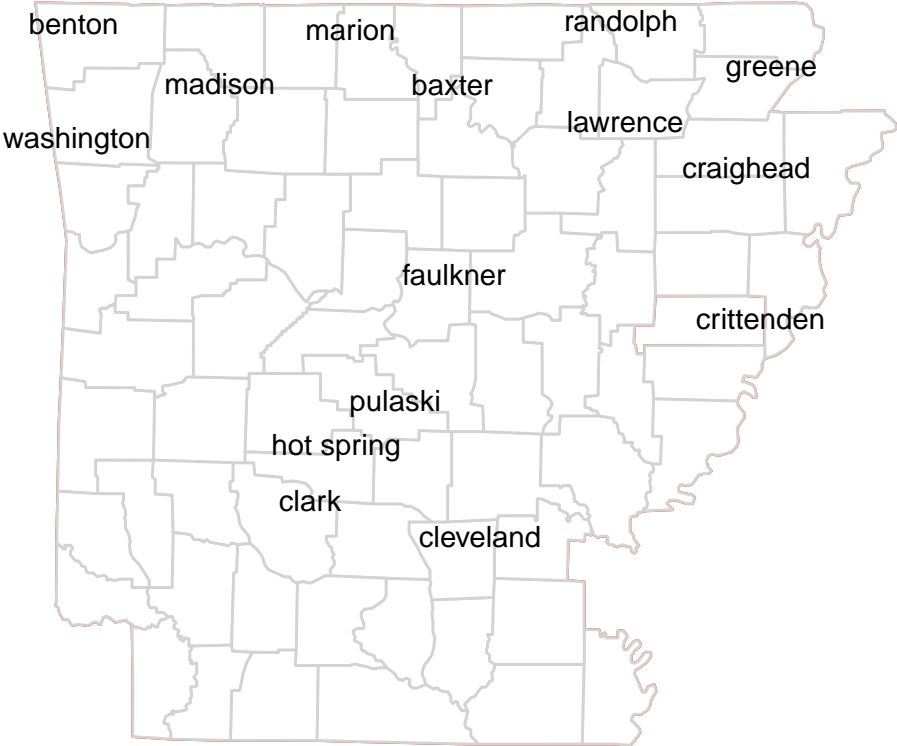 benton
marion
randolph
madison
baxter
greene
washington
lawrence
craighead
faulkner
crittenden
pulaski
hot spring
clark
cleveland